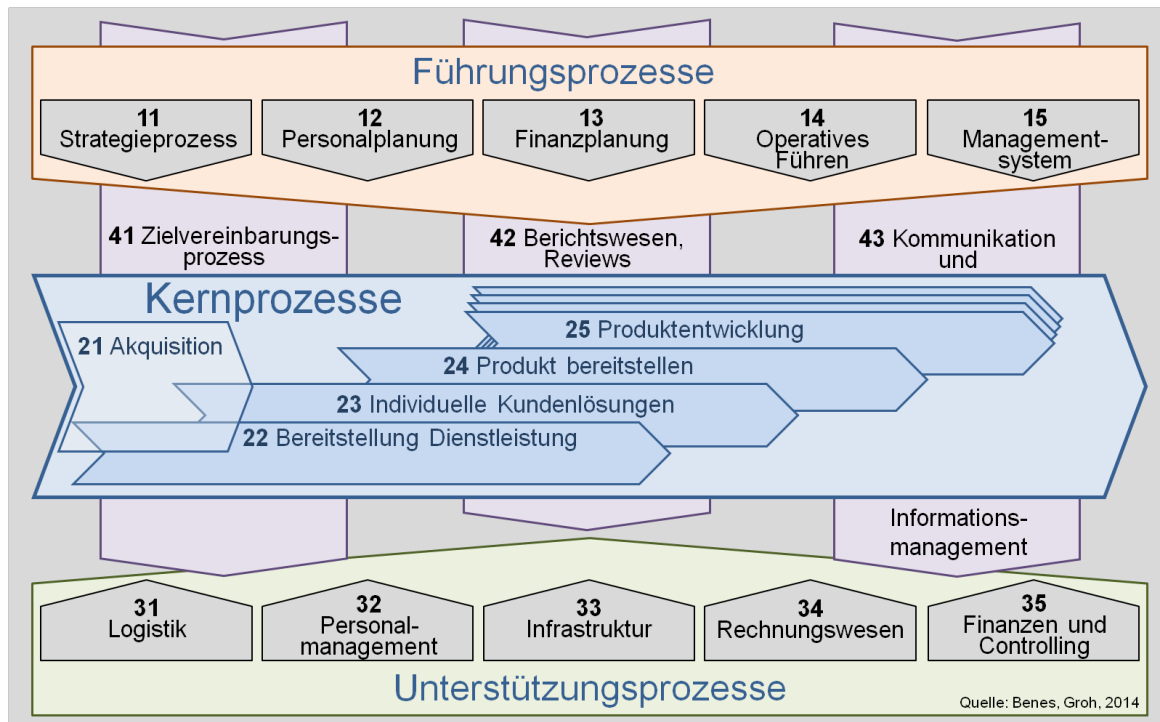 Führungsprozesse
11
Strategieprozess
12
Personalplanung
13
Finanzplanung
14
Operatives
Führen
15
Management-
system
41 Zielvereinbarungs-
prozess
42 Berichtswesen,
Reviews
43 Kommunikation
und
Kernprozesse
25 Produktentwicklung
21 Akquisition
24 Produkt bereitstellen
23 Individuelle Kundenlösungen
22 Bereitstellung Dienstleistung
Informations-
management
31
Logistik
32
Personal-
management
33
Infrastruktur
34
Rechnungswesen
35
Finanzen und
Controlling
Unterstützungsprozesse
Quelle: Benes, Groh, 2014